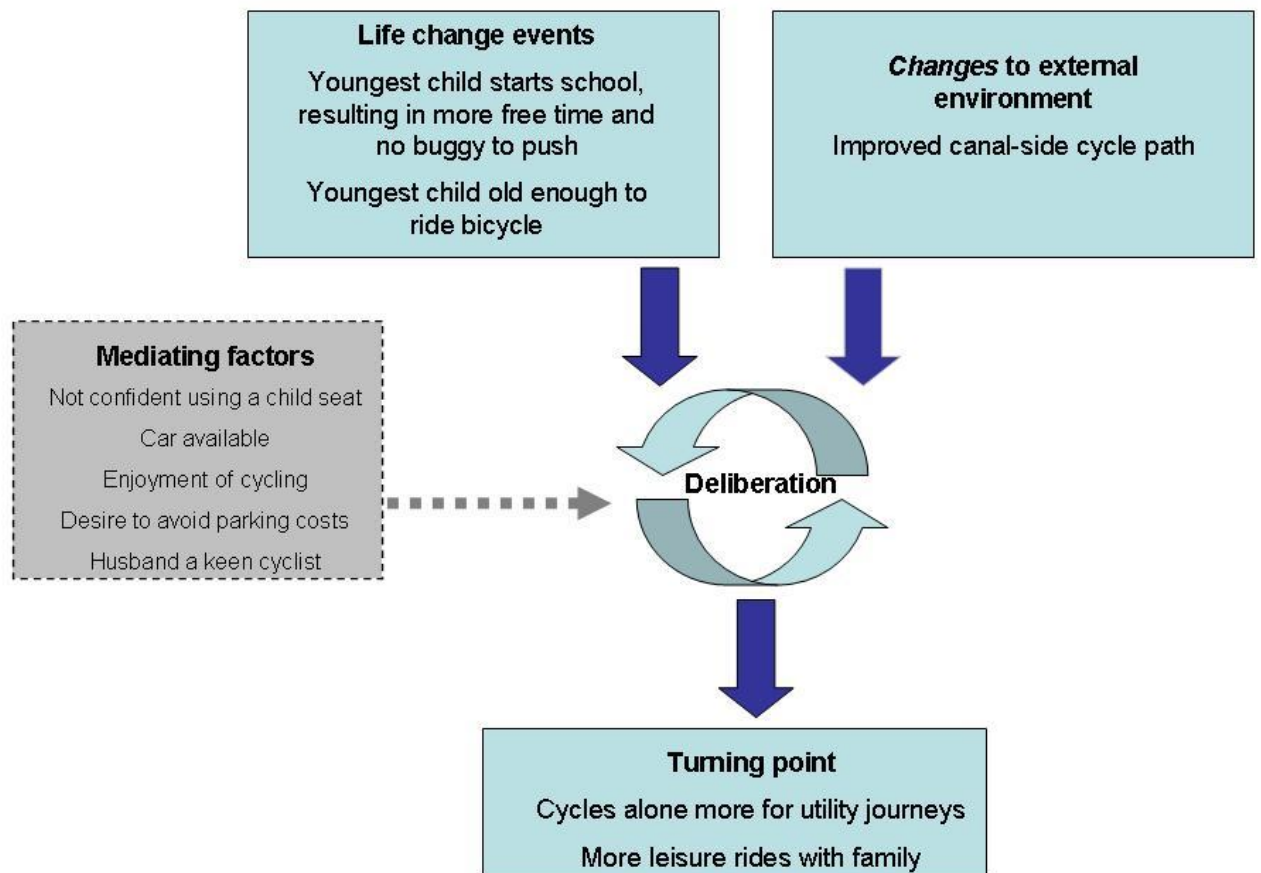 Life change events
Youngest child starts school,
resulting in more free time and
no buggy to push
Youngest child old enough to
ride bicycle
Changes to external
environment
Improved canal-side cycle path
Mediating factors
Not confident using a child seat
Car available
Enjoyment of cycling
Desire to avoid parking costs
Husband a keen cyclist
Deliberation
Turning point
Cycles alone more for utility journeys
More leisure rides with family